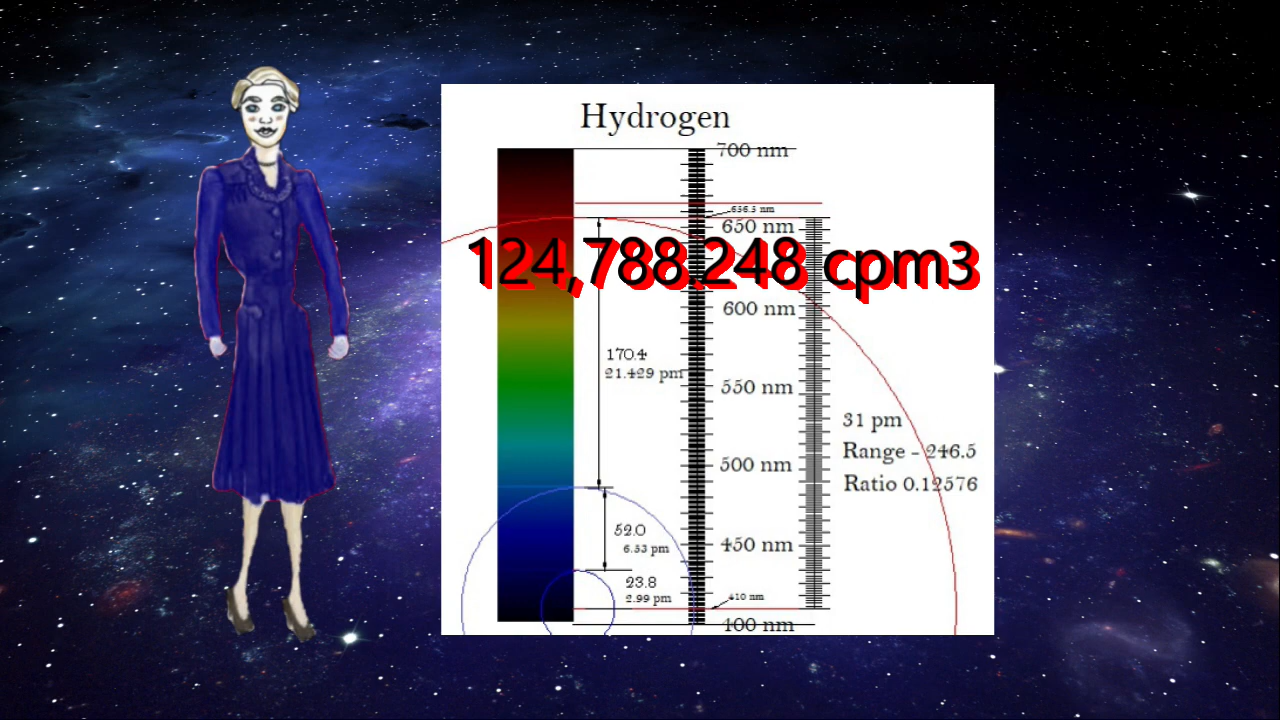 Hydrogen
700 nm
656.5 nm
650 nm
124,788.248 cpm3
600 nm
170.4
21.429 pm
550 nm
31 pm
Range - 246.5
500 nm
Ratio 0.12576
52.0
450 nm
6.53 pm
23.8
2.99 pm
410 nm
400 nm